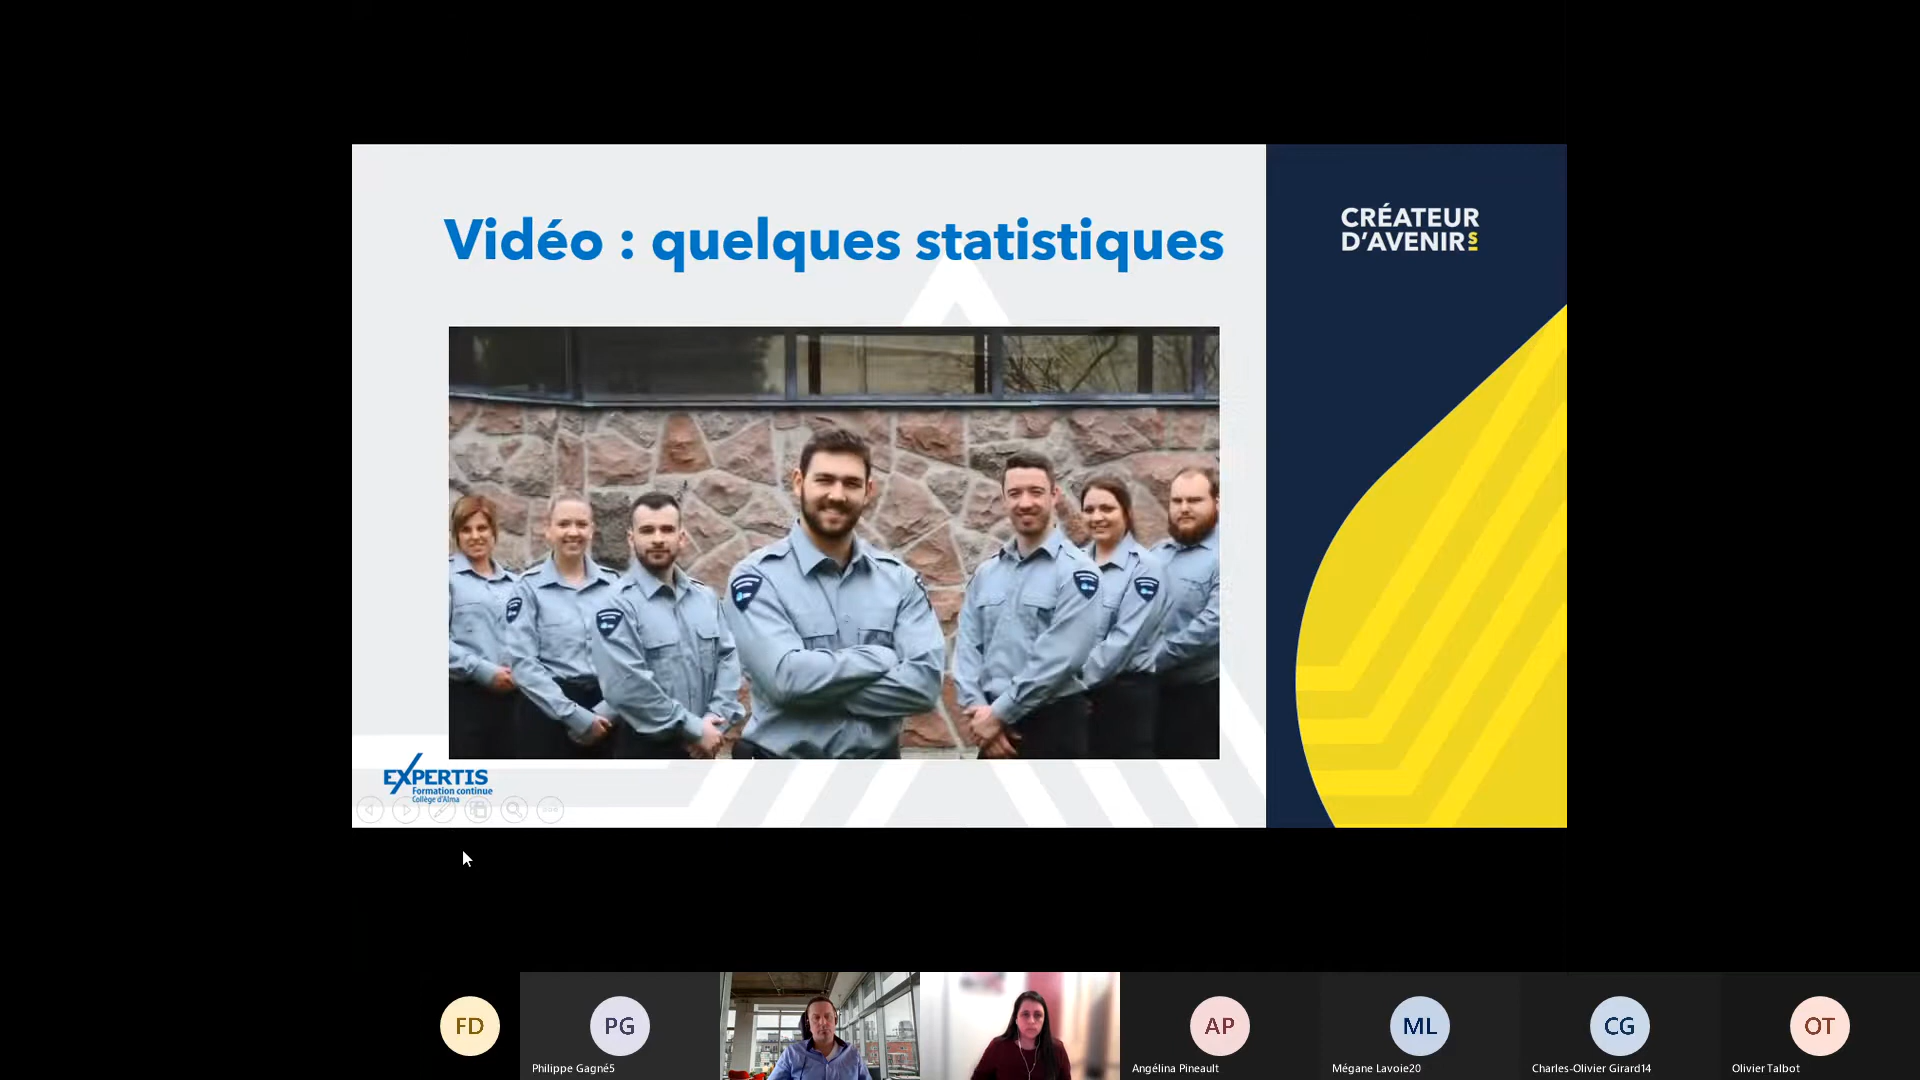 Vidéo : quelques statistiques
CRÉATEUR
D'AVENIRS
EXPERTIS
Formation continue
Collège d'Alma
FD
PG
AP
ML
CG
OT
Philippe Gagné5
Angélina Pineault
Mégane Lavoie20
Charles-Olivier Girard14
Olivier Talbot